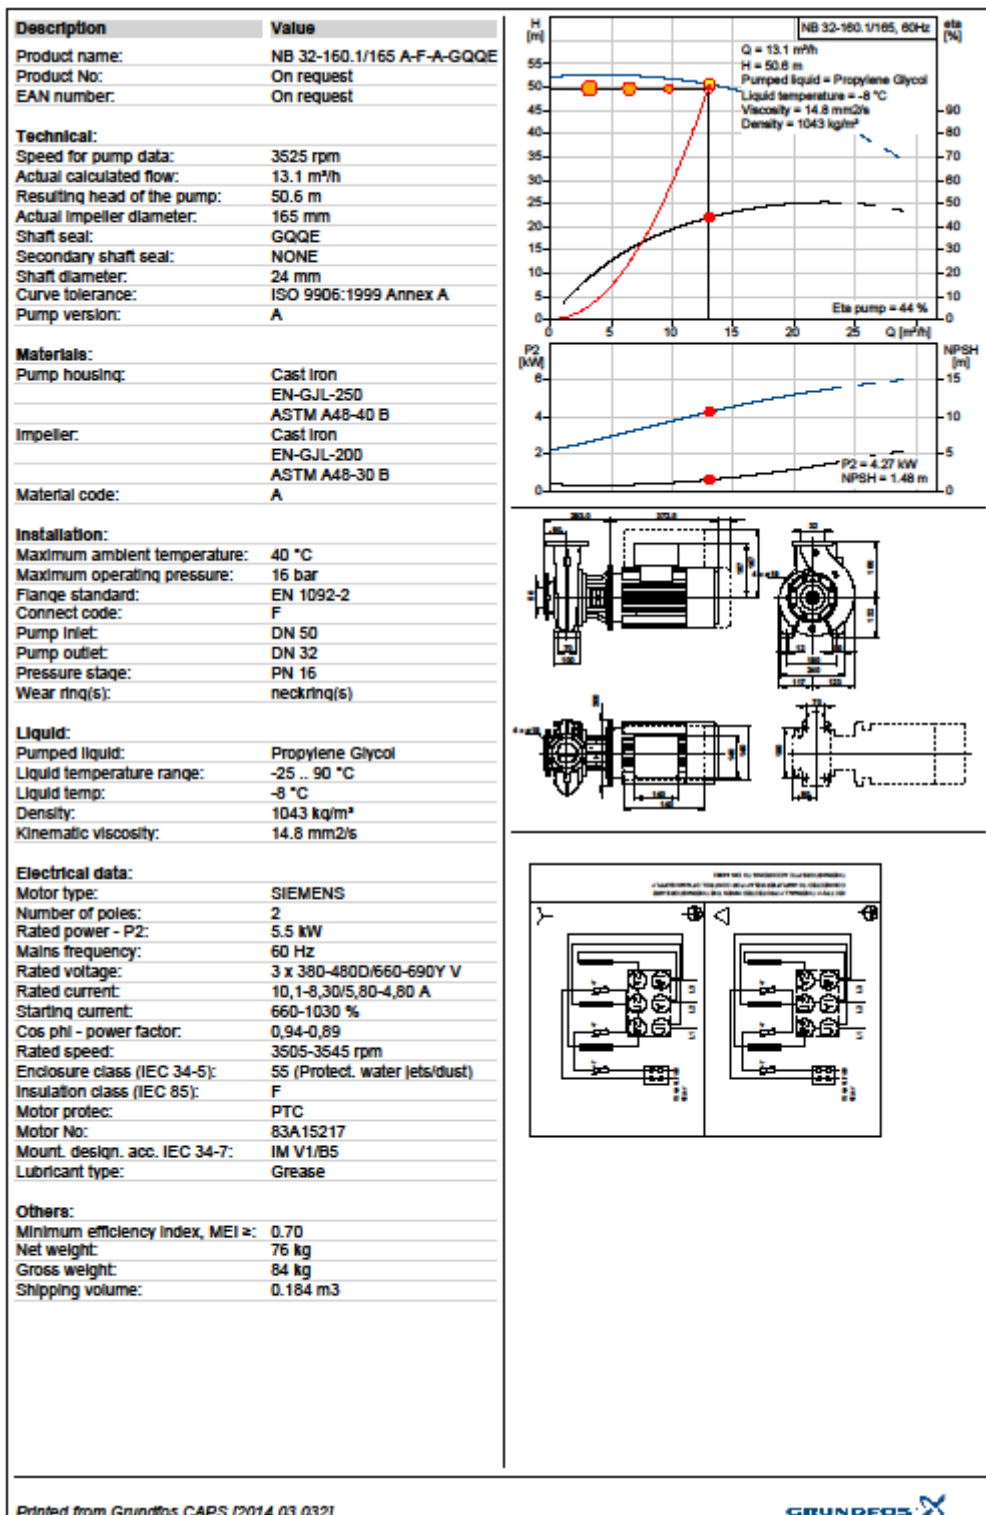 Description Value
Product name: NB 32-160.1/165 A-F-A-GQQE
Product No: On request
EAN number: On request
Technical:
Speed for pump data: 3525 rpm
Actual calculated flow: 13.1 m³/h
Resulting head of the pump: 50.6 m
Actual impeller diameter: 165 mm
Shaft seal: GQQE
Secondary shaft seal: NONE
Shaft diameter: 24 mm
Curve tolerance: ISO 9906:1999 Annex A
Pump version: A
Materials:
Pump housing: Cast iron
EN-GJL-250
ASTM A48-40 B
Impeller: Cast iron
EN-GJL-200
ASTM A48-30 B
Material code: A
Installation:
Maximum ambient temperature: 40 °C
Maximum operating pressure: 16 bar
Flange standard: EN 1092-2
Connect code: F
Pump inlet: DN 50
Pump outlet: DN 32
Pressure stage: PN 16
Wear ring(s): neckring(s)
Liquid:
Pumped liquid: Propylene Glycol
Liquid temperature range: -25 .. 90 °C
Liquid temp: -8 °C
Density: 1043 kg/m³
Kinematic viscosity: 14.8 mm2/s
Electrical data:
Motor type: SIEMENS
Number of poles: 2
Rated power - P2: 5.5 kW
Mains frequency: 60 Hz
Rated voltage: 3 x 380-480D/660-690Y V
Rated current: 10,1-8,30/5,80-4,80 A
Starting current: 660-1030 %
Cos phi - power factor: 0,94-0,89
Rated speed: 3505-3545 rpm
Enclosure class (IEC 34-5): 55 (Protect. water jets/dust)
Insulation class (IEC 85): F
Motor protec: PTC
Motor No: 83A15217
Mount. design. acc. IEC 34-7: IM V1/B5
Lubricant type: Grease
Others:
Minimum efficiency index, MEI ≥: 0.70
Net weight: 76 kg
Gross weight: 84 kg
Shipping volume: 0.184 m3
H
[m]
NB 32-160.1/165, 60Hz
eta
[%]
Q = 13.1 m³/h
H = 50.6 m
Pumped liquid = Propylene Glycol
Liquid temperature = -8 °C
Viscosity = 14.8 mm2/s
Density = 1043 kg/m³
55
50
45 90
40 80
35 70
30 60
25 50
20 40
15 30
10 20
5 10
Eta pump = 44 %
0 0
0 5 10 15 20 25 Q [m³/h]
P2
[kW]
NPSH
[m]
6 15
4 10
2 5
P2 = 4.27 kW
NPSH = 1.48 m
0 0
L3
L2
L1
L3
L2
L1
Printed from Grundfos CAPS [2014.03.032]
GRUNDFOS